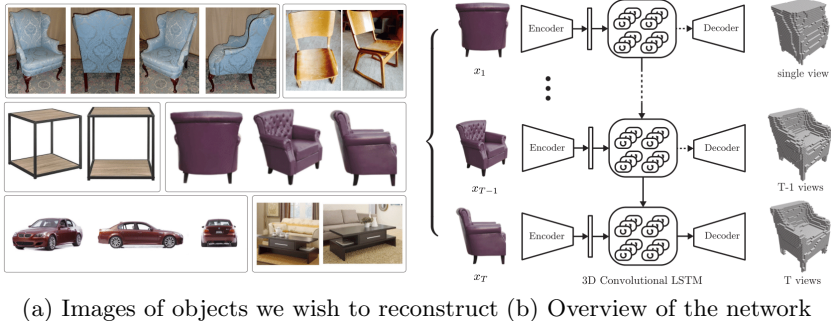 Encoder
Decoder
x1
single view
Encoder
Decoder
xT−1
T-1 views
Encoder
Decoder
xT
3D Convolutional LSTM
T views
(a) Images of objects we wish to reconstruct (b) Overview of the network